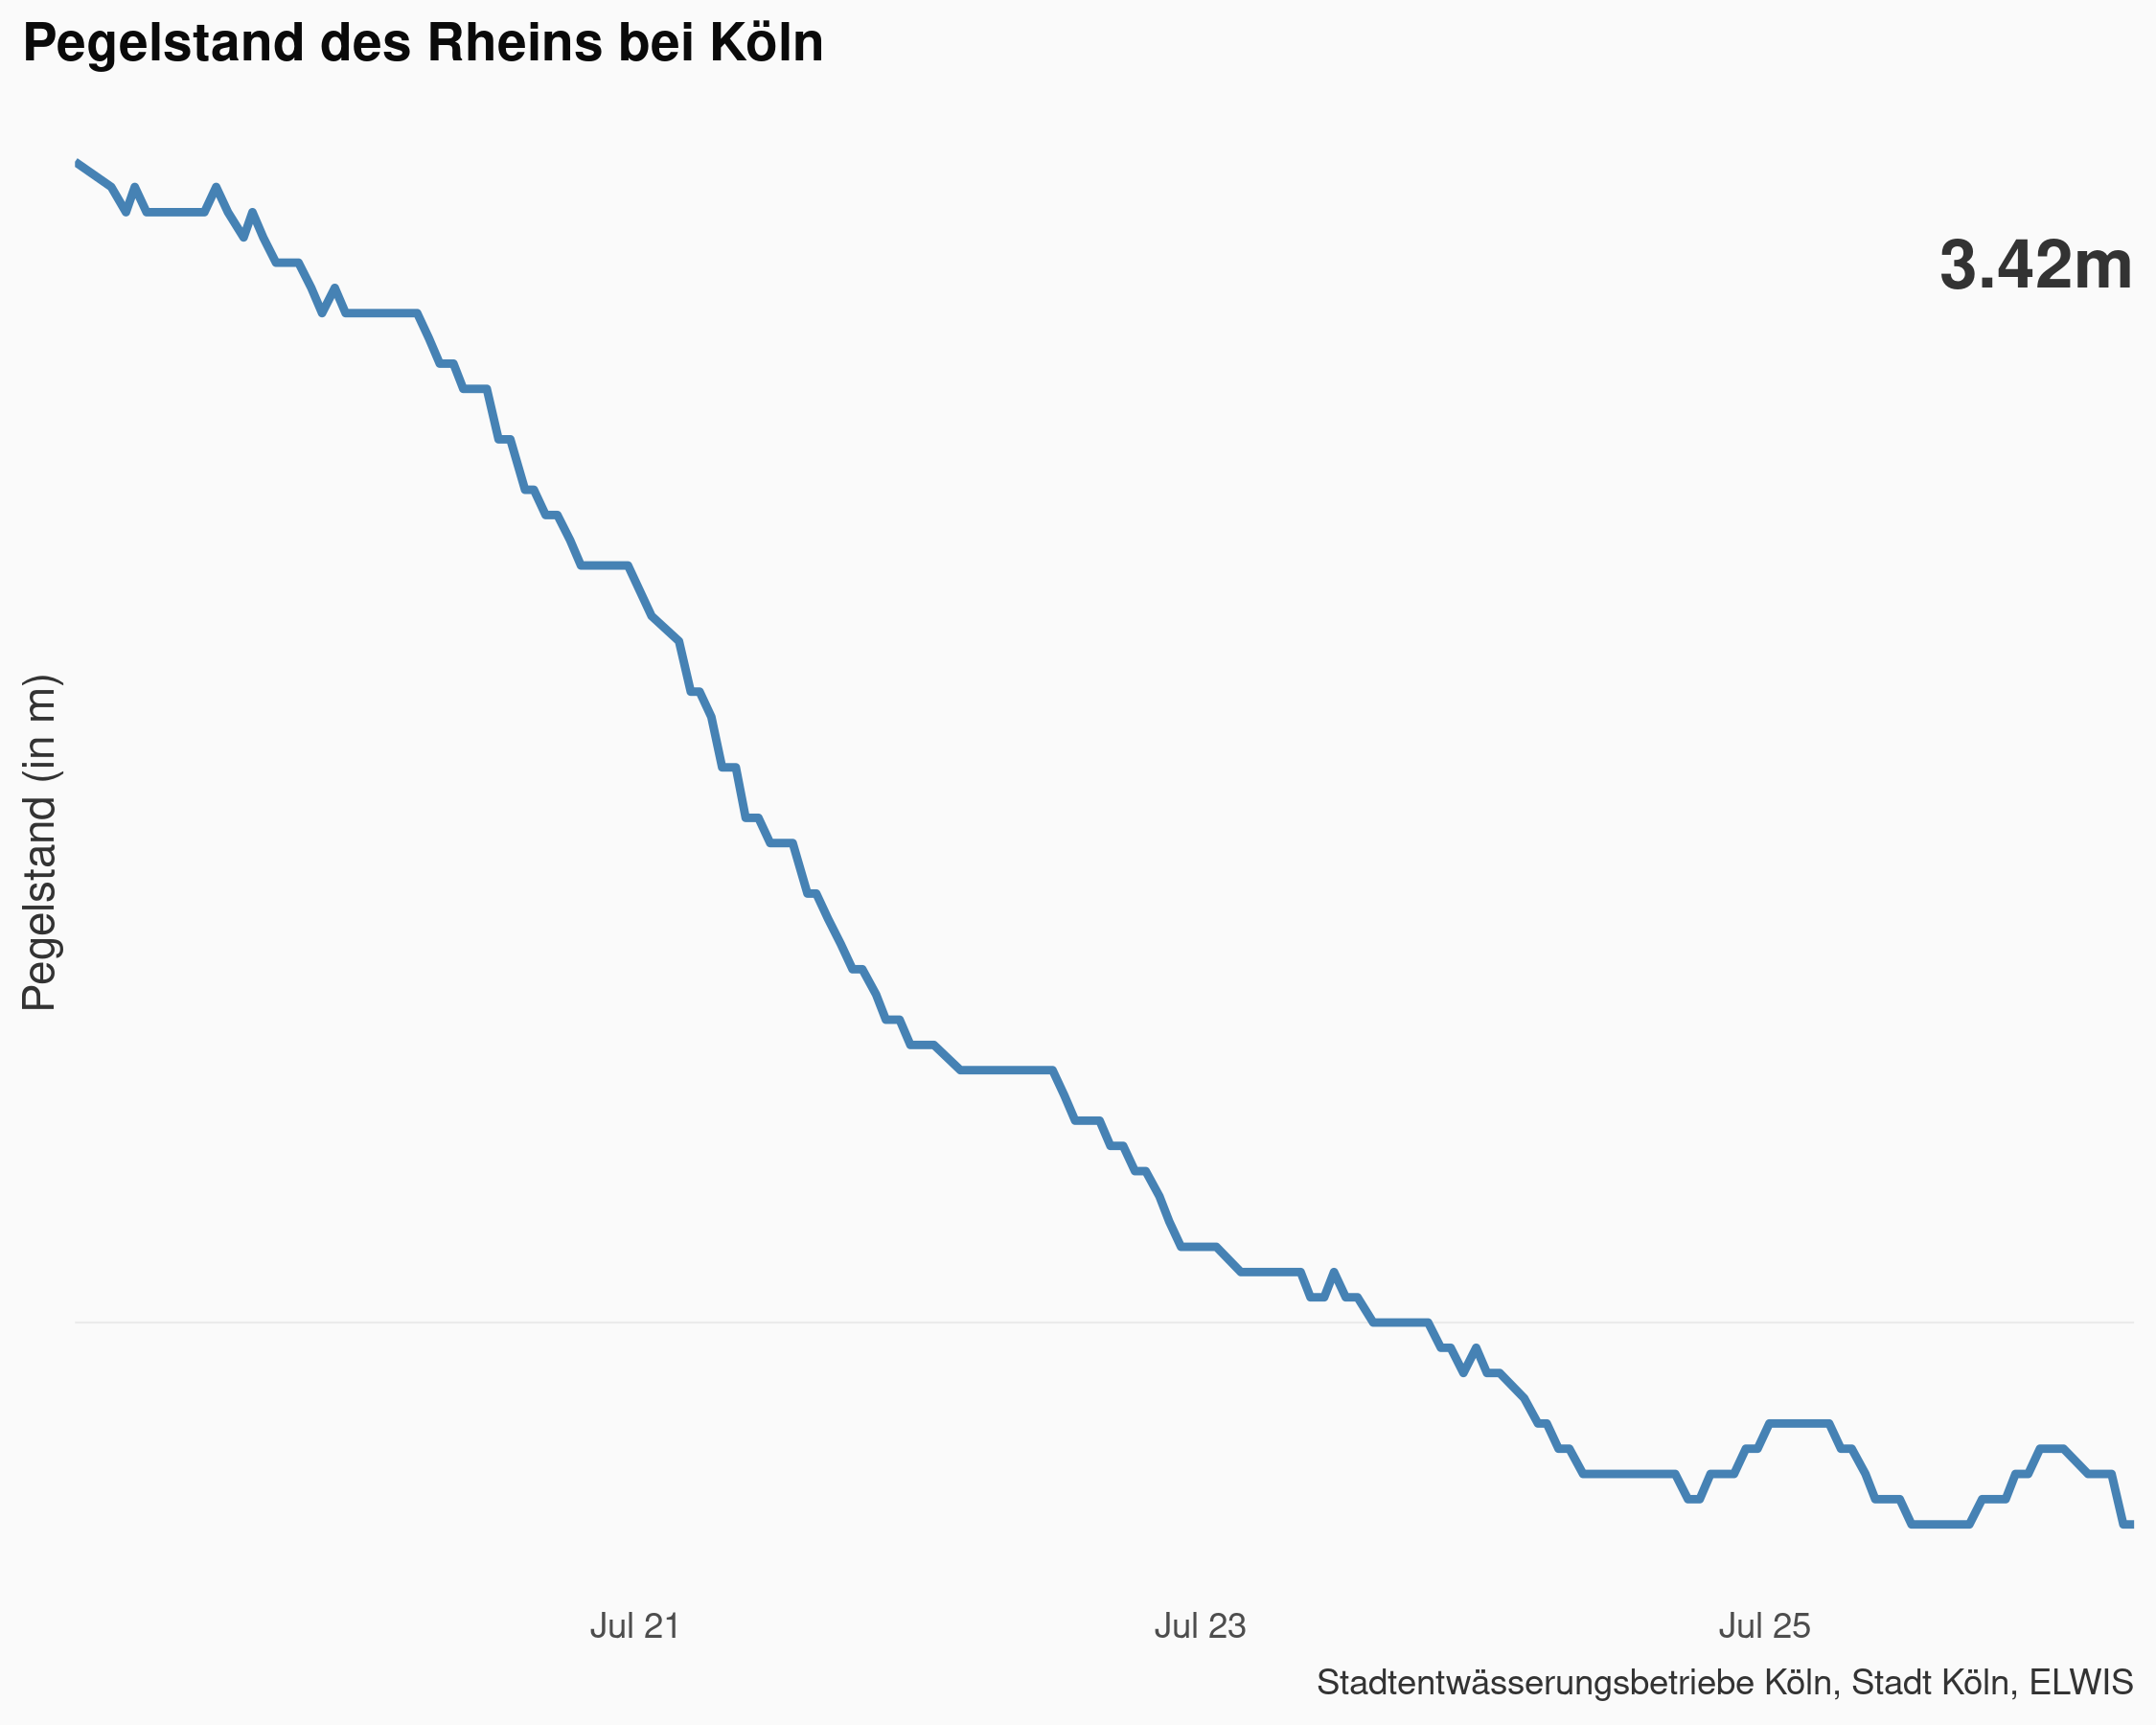 Pegelstand des Rheins bei Köln
3.42m
Pegelstand (in m)
Jul 21
Jul 23
Jul 25
Stadtentwässerungsbetriebe Köln, Stadt Köln, ELWIS